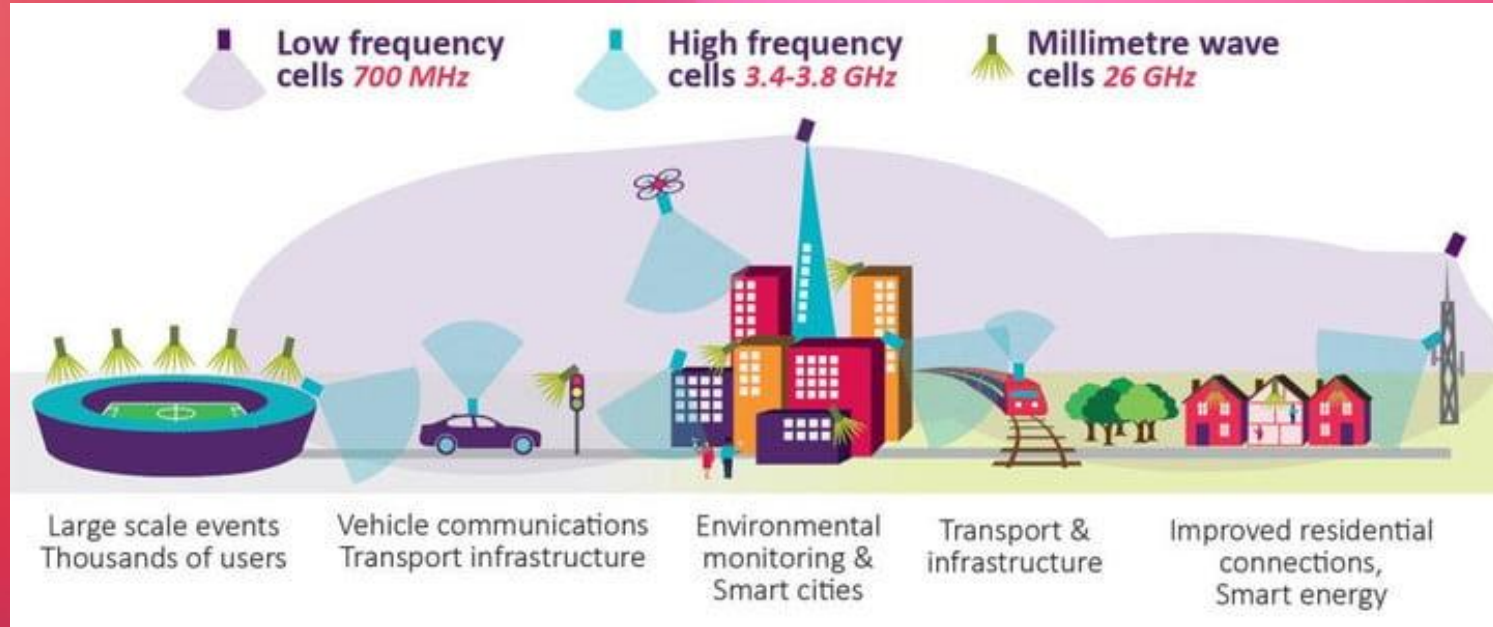 Low frequency
cells 700 MHz
High frequency
cells 3.4-3.8 GHz
Millimetre wave
cells 26 GHz
Large scale events
Thousands of users
Vehicle communications
Transport infrastructure
Environmental
monitoring &
Smart cities
Transport &
infrastructure
Improved residential
connections,
Smart energy